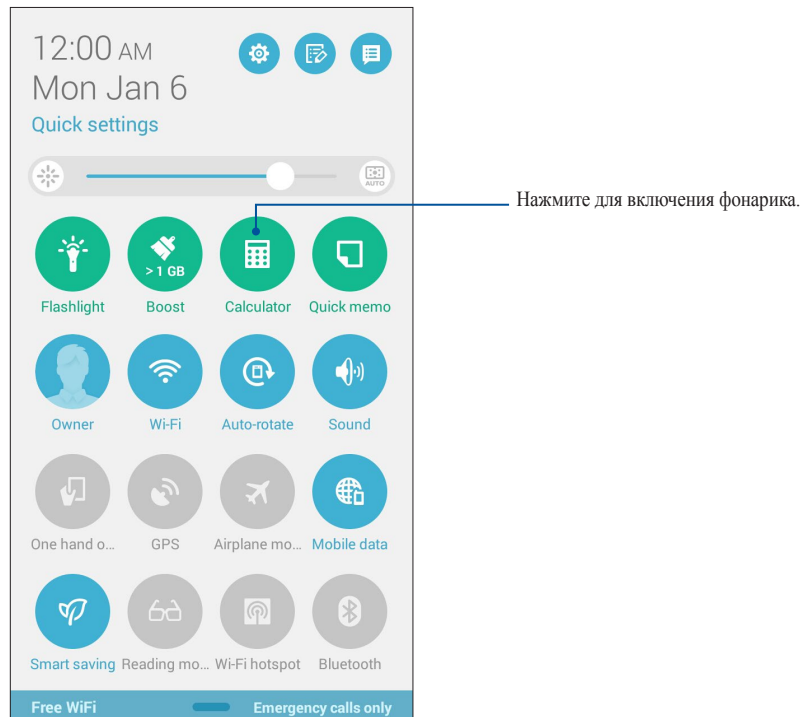 12:00 AM
Mon Jan 6
Quick settings
AUTO
Нажмите для включения фонарика.
> 1 GB
Flashlight Boost Calculator Quick memo
Owner Wi-Fi Auto-rotate Sound
One hand o... GPS Airplane mo... Mobile data
Smart saving Reading mo... Wi-Fi hotspot Bluetooth
Free WiFi Emergency calls only